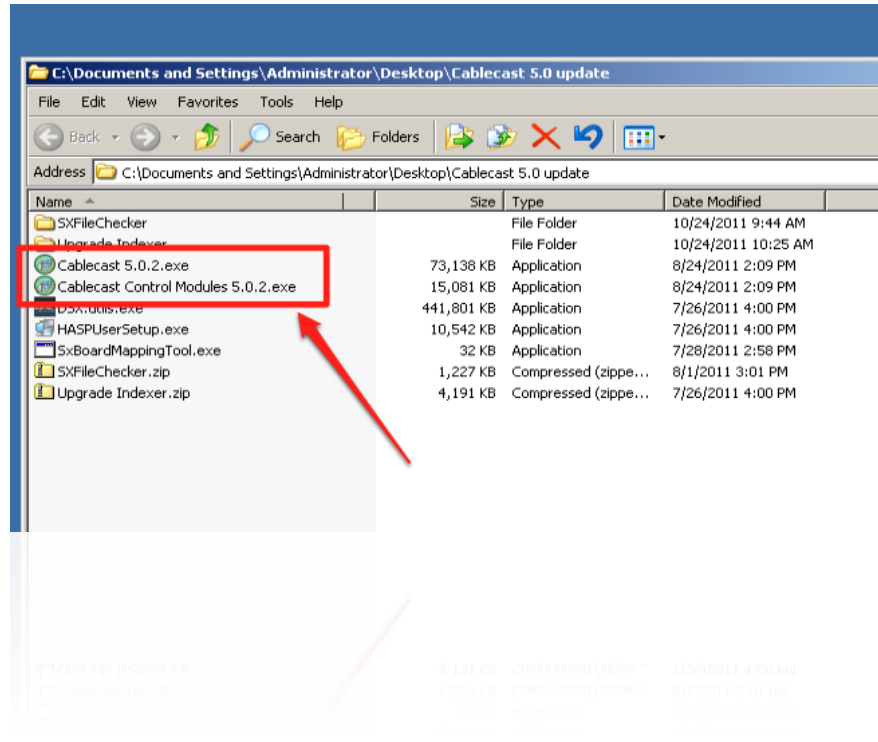 C:\Documents and Settings\Administrator\Desktop\Cablecast 5.0 update
File Edit View Favorites Tools Help
Back Search Folders
Address C:\Documents and Settings\Administrator\Desktop\Cablecast 5.0 update
Name Size Type Date Modified
SXFileChecker File Folder 10/24/2011 9:44 AM
Upgrade Indexer File Folder 10/24/2011 10:25 AM
Cablecast 5.0.2.exe 73,138 KB Application 8/24/2011 2:09 PM
Cablecast Control Modules 5.0.2.exe 15,081 KB Application 8/24/2011 2:09 PM
441,801 KB Application 7/26/2011 4:00 PM
HASPUserSetup.exe 10,542 KB Application 7/26/2011 4:00 PM
SxBoardMappingTool.exe 32 KB Application 7/28/2011 2:58 PM
SXFileChecker.zip 1,227 KB Compressed (zippe... 8/1/2011 3:01 PM
Upgrade Indexer.zip 4,191 KB Compressed (zippe... 7/26/2011 4:00 PM